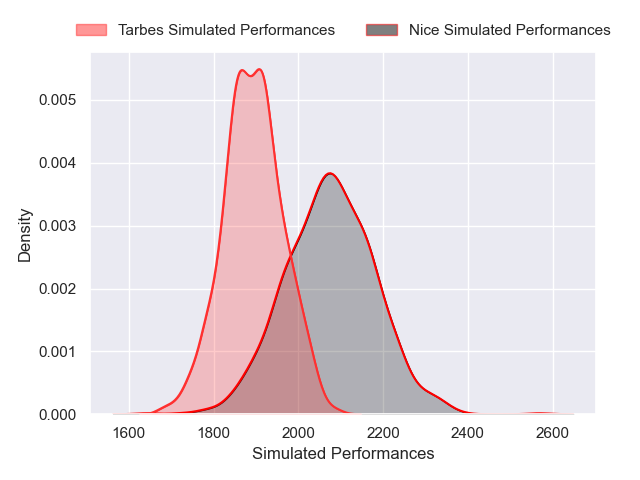 Tarbes Simulated Performances Nice Simulated Performances
0.005
0.004
0.003
0.002
0.001
0.000
Density
1600 1800 2000 2200 2400 2600
Simulated Performances